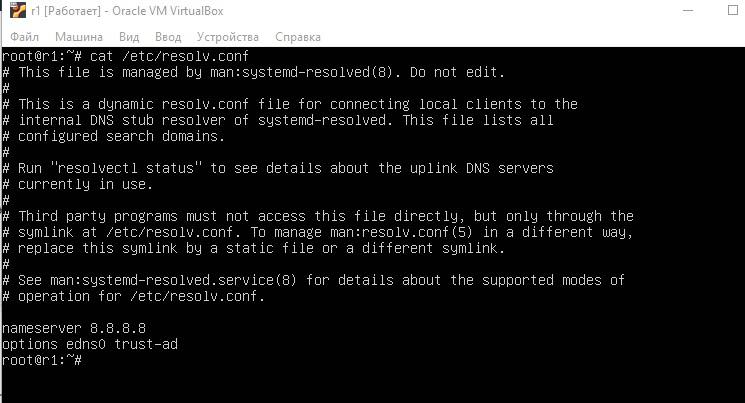 r1 [Работает] - Oracle VM VirtualBox
Файл Машина Вид Ввод Устройства Справка
root@r1:~# cat /etc/resolv.conf
# This file is managed by man:systemd-resolved(8). Do not edit.
#
# This is a dynamic resolv.conf file for connecting local clients to the
# internal DNS stub resolver of systemd-resolved. This file lists all
# configured search domains.
#
# Run "resolvectl status" to see details about the uplink DNS servers
# currently in use.
#
# Third party programs must not access this file directly, but only through the
# symlink at /etc/resolv.conf. To manage man:resolv.conf(5) in a different way,
# replace this symlink by a static file or a different symlink.
#
# See man:systemd-resolved.service(8) for details about the supported modes of
# operation for /etc/resolv.conf.
nameserver 8.8.8.8
options edns0 trust-ad
root@r1:~#